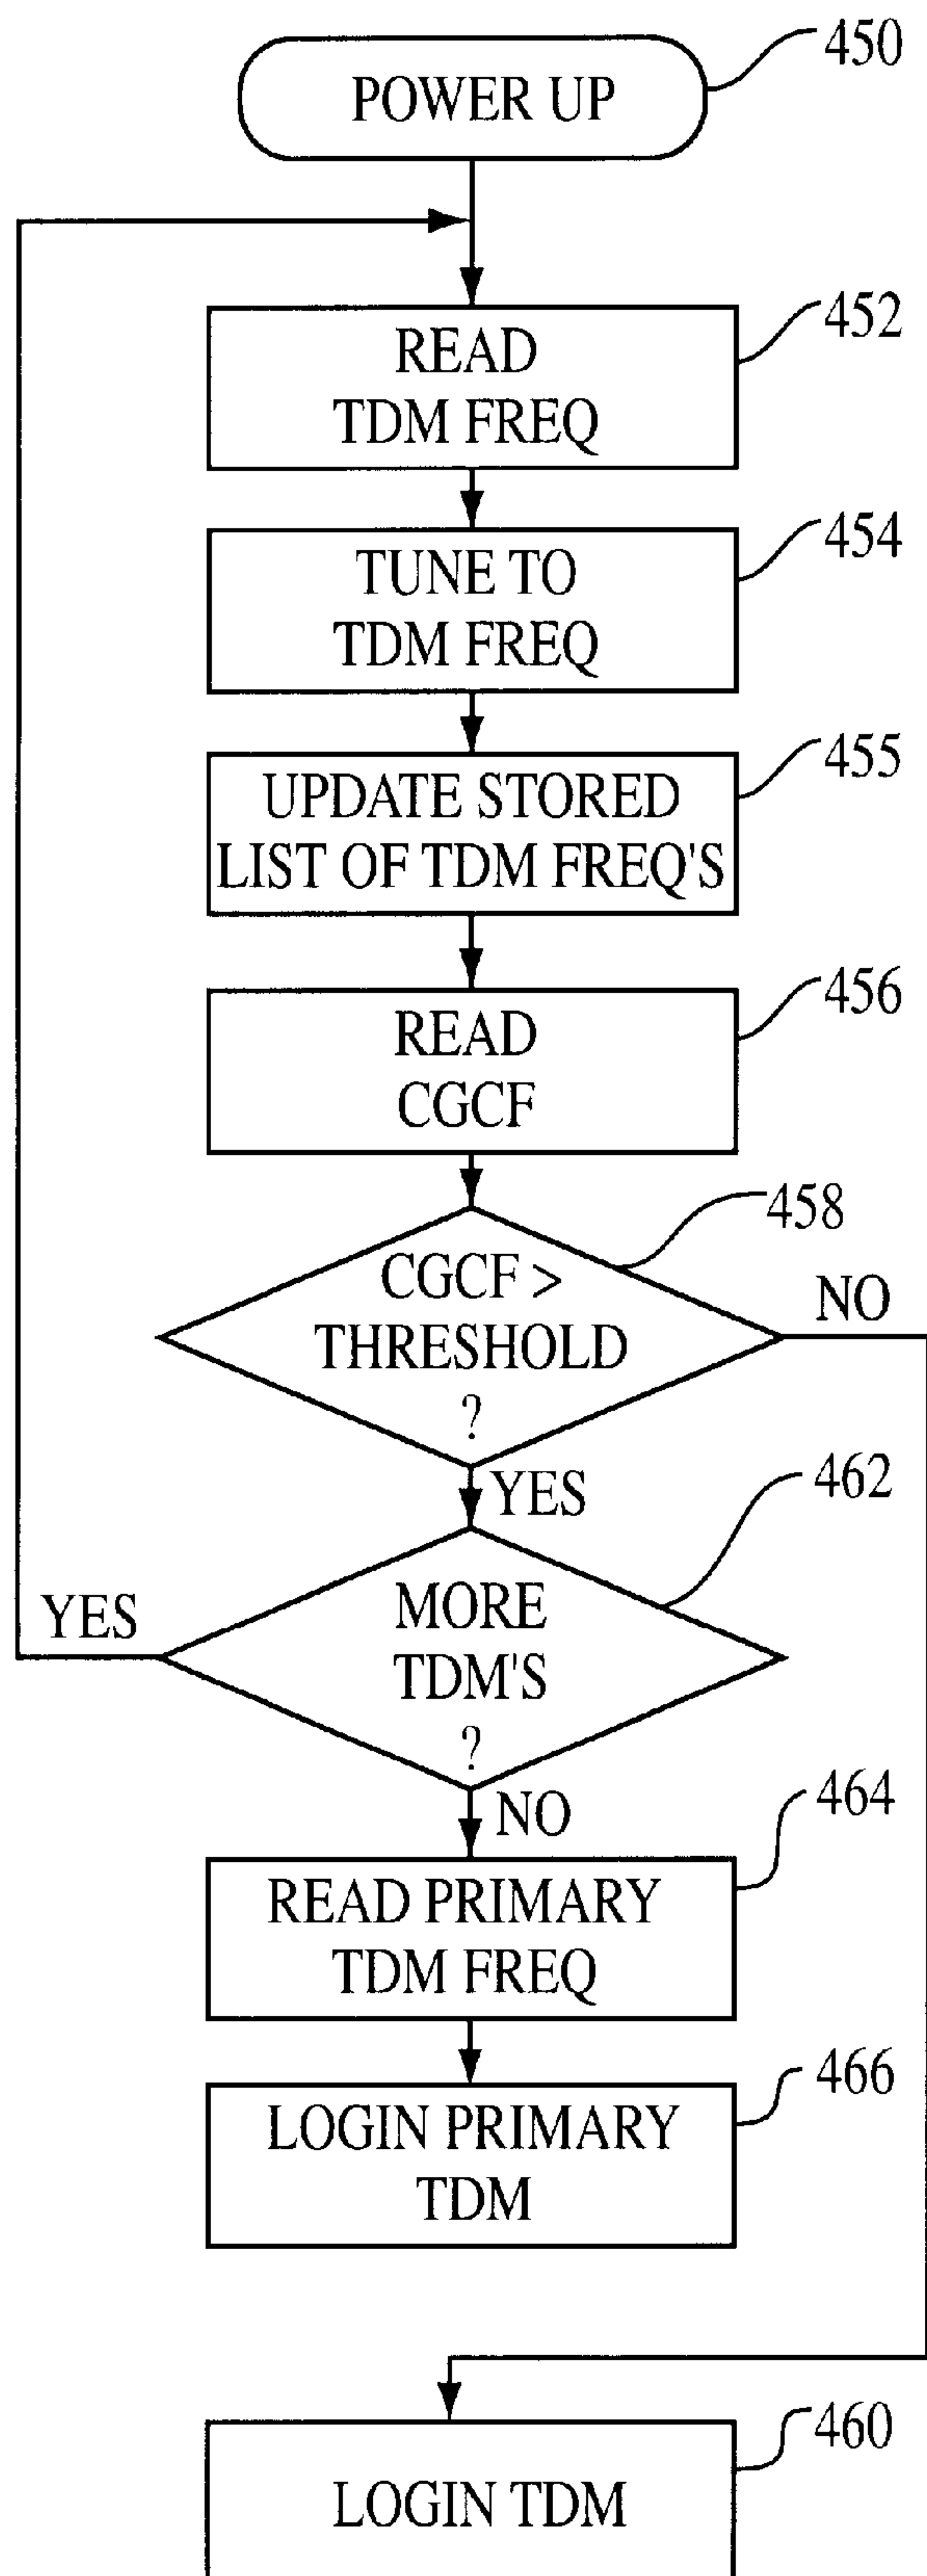 450
POWER UP
452
READ
TDM FREQ
454
TUNE TO
TDM FREQ
455
UPDATE STORED
LIST OF TDM FREQ'S
456
READ
CGCF
458
CGCF >
THRESHOLD
?
NO
YES
462
MORE
TDM'S
?
YES
NO
464
READ PRIMARY
TDM FREQ
466
LOGIN PRIMARY
TDM
460
LOGIN TDM